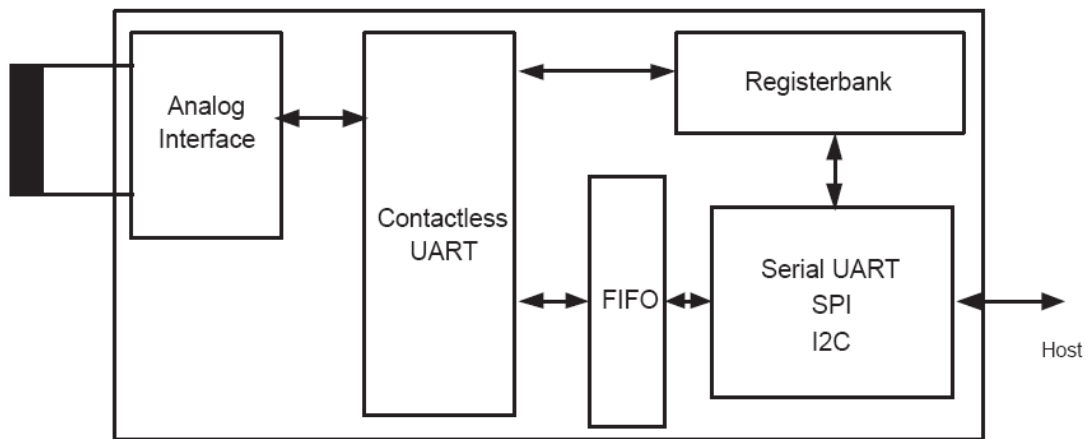 Analog
Interface
Contactless
UART
Registerbank
FIFO
Serial UART
SPI
I2C
Host